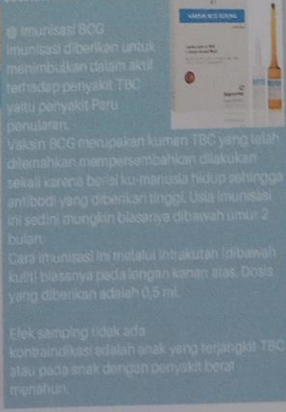 Imunisasi BCG
imunisasi diberikan untuk
menimbulkan dalam aktif
terhadap penyakit TBC
yaitu penyakit Paru
penularan.
VAKSIN BCG
Vaksin BCG merupakan kuman TBC yang telah
dilemahkan dilakukan
sekali karena berisi hidup sehingga
antibodi yang diberikan tinggi. Usia imunisasi
ini sedini mungkin biasanya dibawah umur 2
bulan.
Cara imunisasi ini melalui intrakutan (dibawah
kulit) biasanya pada lengan kanan atas. Dosis
yang diberikan adalah 0,5 ml.
Efek samping tidak ada
kontraindikasi adalah anak yang terjangkit TBC
atau pada anak dengan penyakit berat
menahun.